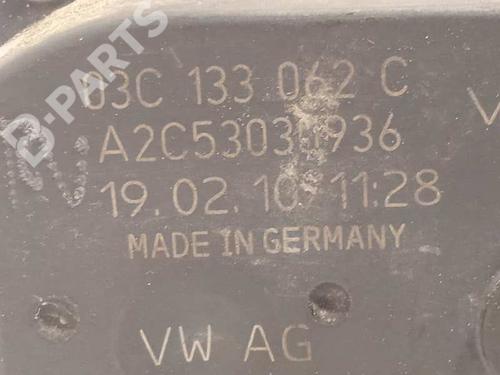 B-PARTS
03C 133 062 C
V
19.02.10 11:28
MADE IN GERMANY
VW AG